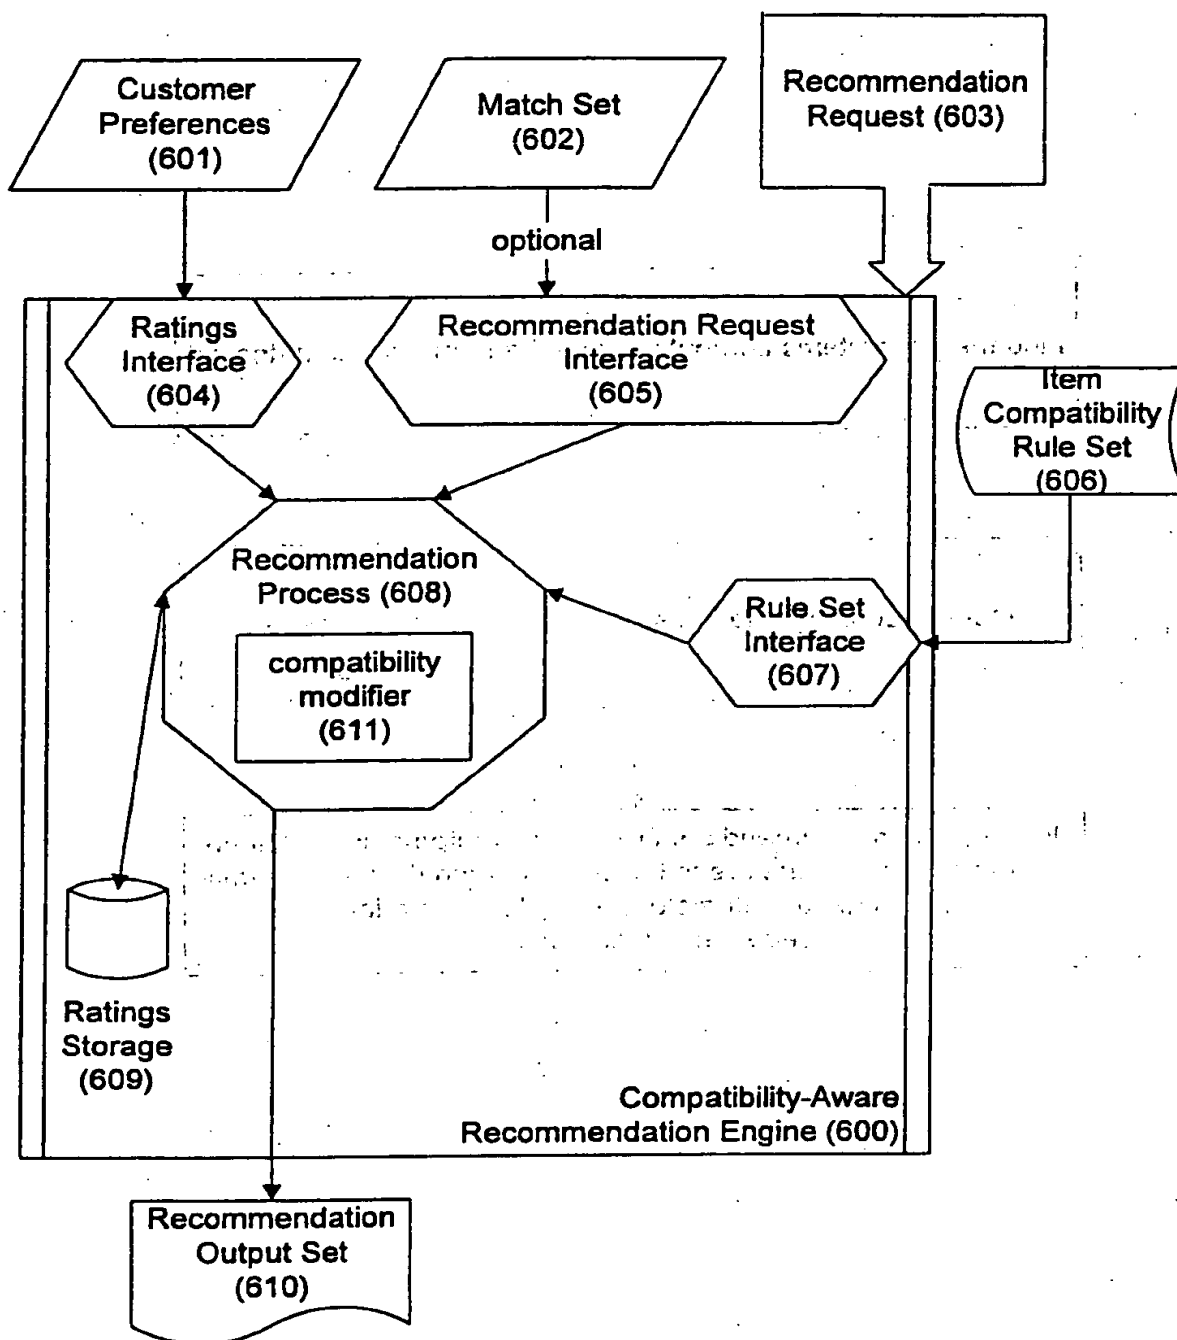 Customer
Preferences
(601)
Match Set
(602)
Recommendation
Request (603)
optional
Ratings
Interface
(604)
Recommendation Request
Interface
(605)
Item
Compatibility
Rule Set
(606)
Recommendation
Process (608)
compatibility
modifier
(611)
Rule Set
Interface
(607)
Ratings
Storage
(609)
Compatibility-Aware
Recommendation Engine (600)
Recommendation
Output Set
(610)